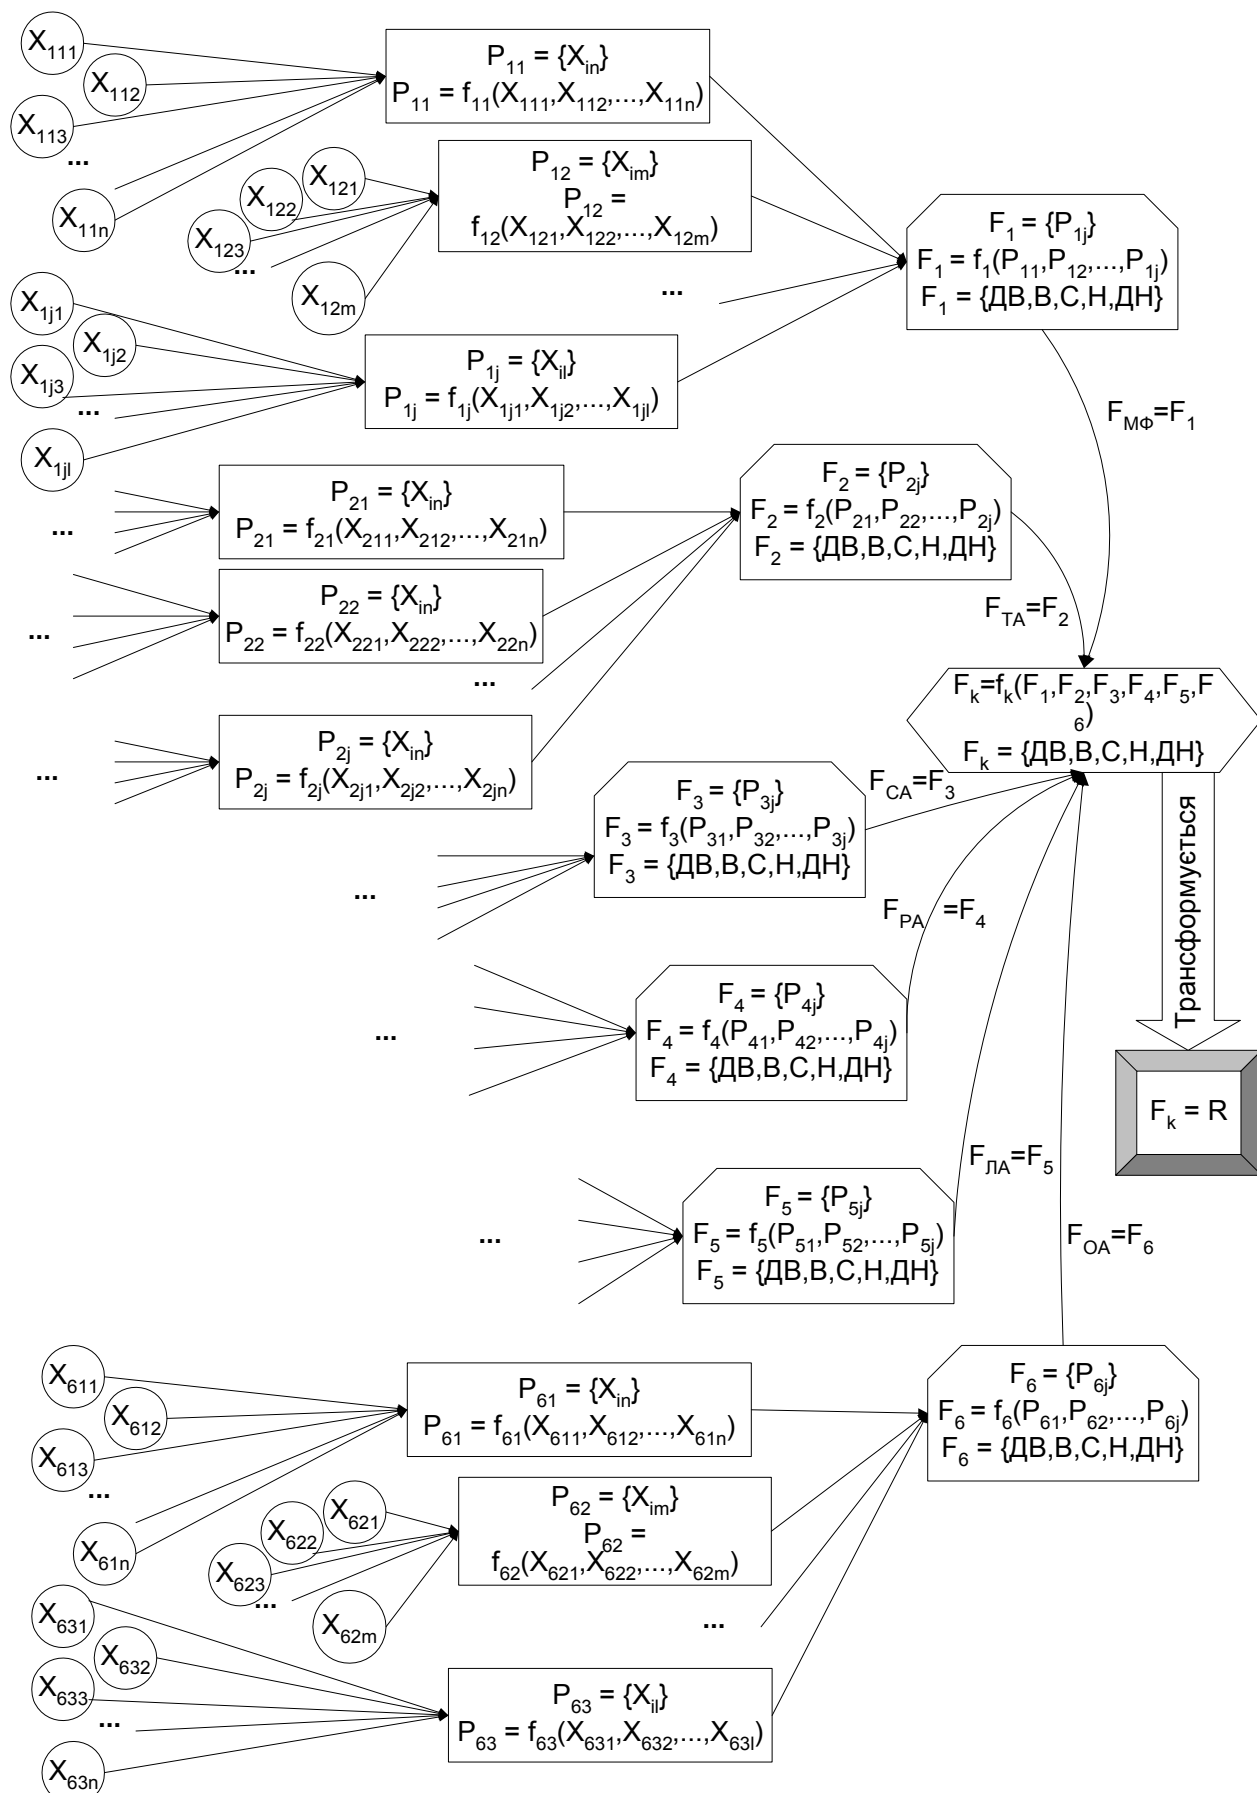 X111
X112
X113
...
X11n
P11 = {Xin}
P11 = f11(X111,X112,...,X11n)
X121
X122
X123
...
X12m
P12 = {Xim}
P12 =
f12(X121,X122,...,X12m)
...
F1 = {P1j}
F1 = f1(P11,P12,...,P1j)
F1 = {ДВ,В,С,Н,ДН}
X1j1
X1j2
X1j3
...
X1jl
P1j = {Xil}
P1j = f1j(X1j1,X1j2,...,X1jl)
FМФ=F1
...
P21 = {Xin}
P21 = f21(X211,X212,...,X21n)
F2 = {P2j}
F2 = f2(P21,P22,...,P2j)
F2 = {ДВ,В,С,Н,ДН}
...
P22 = {Xin}
P22 = f22(X221,X222,...,X22n)
...
FТА=F2
...
P2j = {Xin}
P2j = f2j(X2j1,X2j2,...,X2jn)
Fk=fk(F1,F2,F3,F4,F5,F
6)
Fk = {ДВ,В,С,Н,ДН}
...
F3 = {P3j}
F3 = f3(P31,P32,...,P3j)
F3 = {ДВ,В,С,Н,ДН}
FСА=F3
Трансформується
FРА =F4
...
F4 = {P4j}
F4 = f4(P41,P42,...,P4j)
F4 = {ДВ,В,С,Н,ДН}
Fk = R
FЛА=F5
...
F5 = {P5j}
F5 = f5(P51,P52,...,P5j)
F5 = {ДВ,В,С,Н,ДН}
FОА=F6
X611
X612
X613
...
X61n
P61 = {Xin}
P61 = f61(X611,X612,...,X61n)
F6 = {P6j}
F6 = f6(P61,P62,...,P6j)
F6 = {ДВ,В,С,Н,ДН}
X621
X622
X623
...
X62m
P62 = {Xim}
P62 =
f62(X621,X622,...,X62m)
...
X631
X632
X633
...
X63n
P63 = {Xil}
P63 = f63(X631,X632,...,X63l)